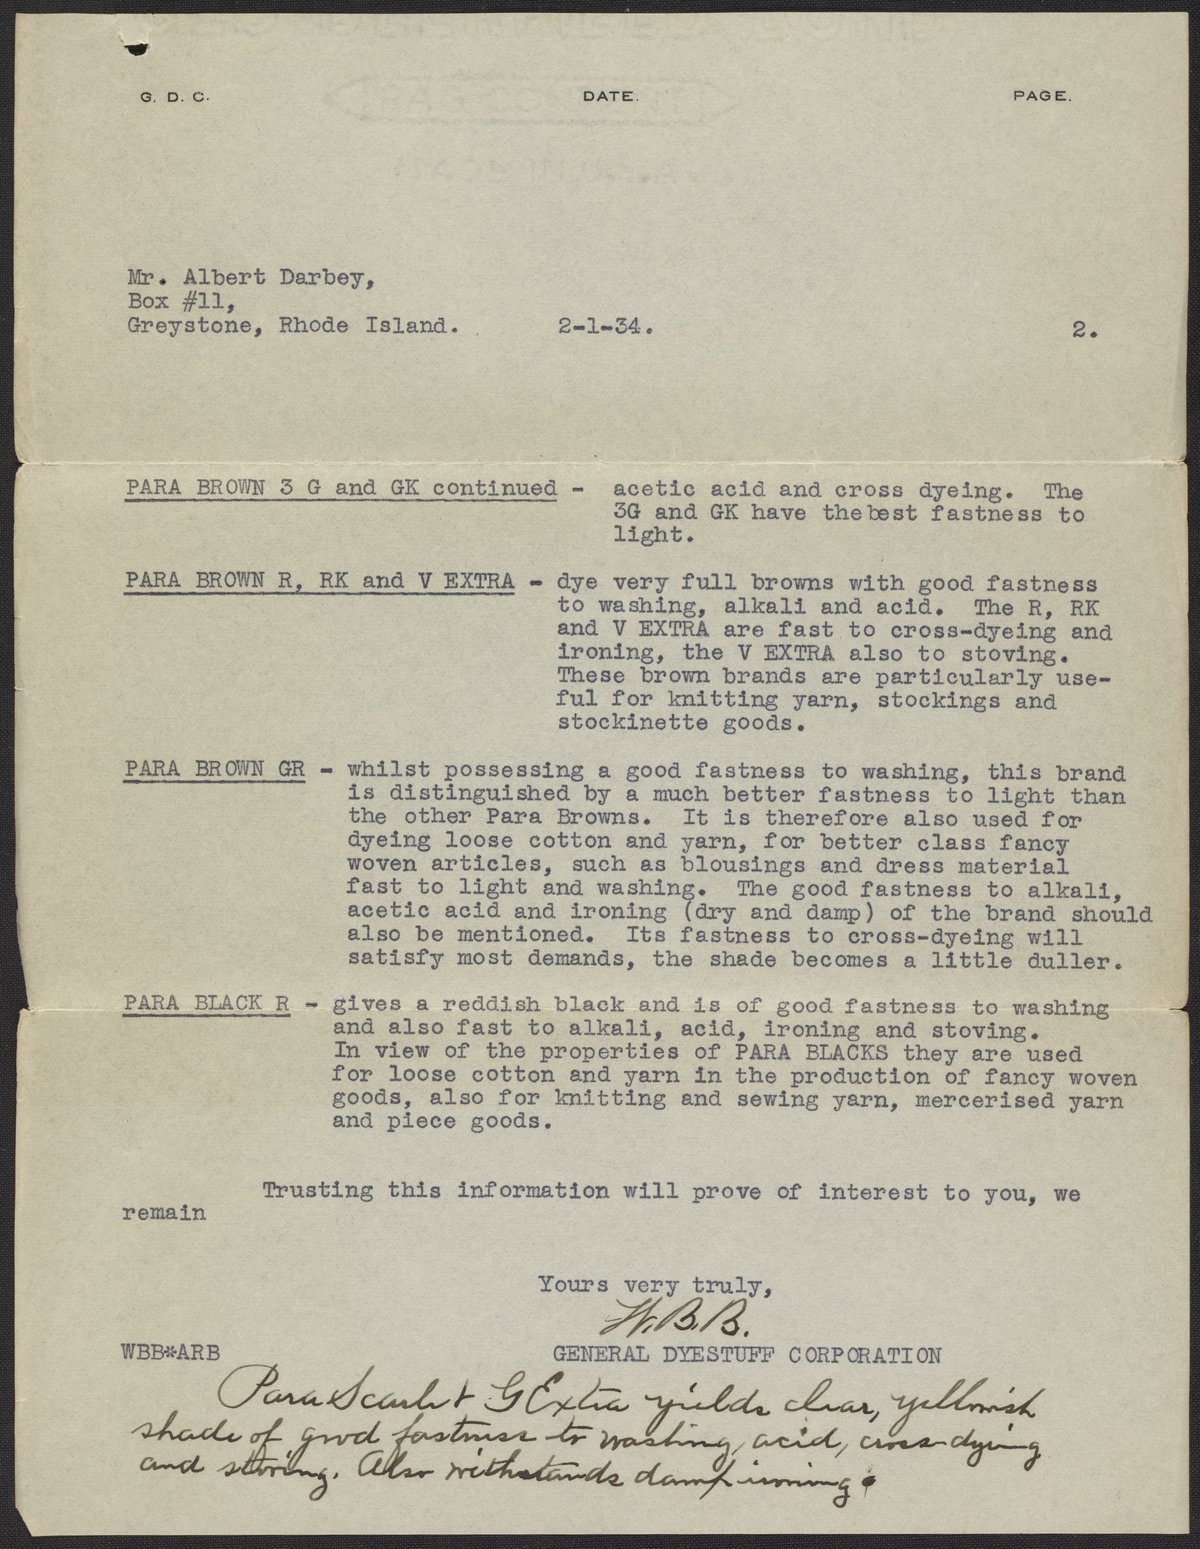 G. D. C. DATE. PAGE.
Mr. Albert Darbey,
Box #11,
Greystone, Rhode Island. 2-1-34. 2.
PARA BROWN 3 G and GK continued - acetic acid and cross dyeing. The
3G and GK have thebest fastness to
light.
PARA BROWN R, RK and V EXTRA - dye very full browns with good fastness
to washing, alkali and acid. The R, RK
and V EXTRA are fast to cross-dyeing and
ironing, the V EXTRA also to stoving.
These brown brands are particularly use-
ful for knitting yarn, stockings and
stockinette goods.
PARA BROWN GR - whilst possessing a good fastness to washing, this brand
is distinguished by a much better fastness to light than
the other Para Browns. It is therefore also used for
dyeing loose cotton and yarn, for better class fancy
woven articles, such as blousings and dress material
fast to light and washing. The good fastness to alkali,
acetic acid and ironing (dry and damp) of the brand should
also be mentioned. Its fastness to cross-dyeing will
satisfy most demands, the shade becomes a little duller.
PARA BLACK R - gives a reddish black and is of good fastness to washing
and also fast to alkali, acid, ironing and stoving.
In view of the properties of PARA BLACKS they are used
for loose cotton and yarn in the production of fancy woven
goods, also for knitting and sewing yarn, mercerised yarn
and piece goods.
Trusting this information will prove of interest to you, we
remain
Yours very truly,
W.B.B.
WBB*ARB GENERAL DYESTUFF CORPORATION
Para Scarlet G Extra yields clear, yellowish
shade of good fastness to washing, acid, cross-dyeing
and stoving. Also withstands damp ironing.